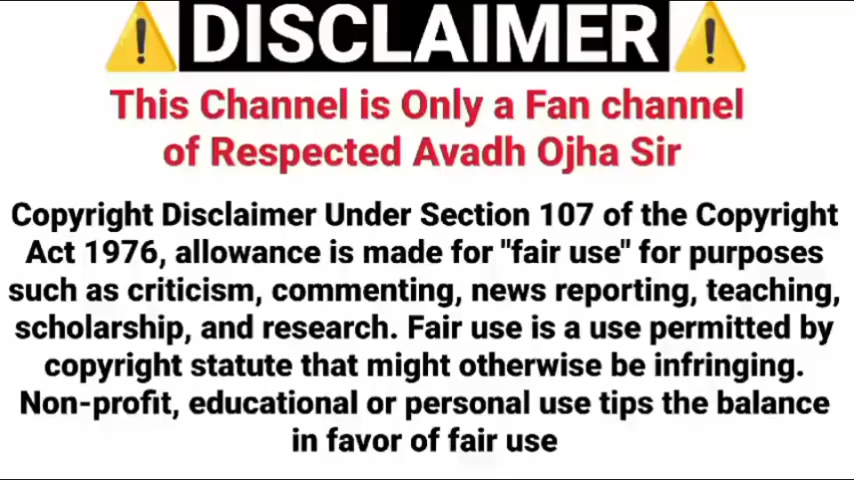 ⚠️DISCLAIMER⚠️
This Channel is Only a Fan channel
of Respected Avadh Ojha Sir
Copyright Disclaimer Under Section 107 of the Copyright
Act 1976, allowance is made for "fair use" for purposes
such as criticism, commenting, news reporting, teaching,
scholarship, and research. Fair use is a use permitted by
copyright statute that might otherwise be infringing.
Non-profit, educational or personal use tips the balance
in favor of fair use